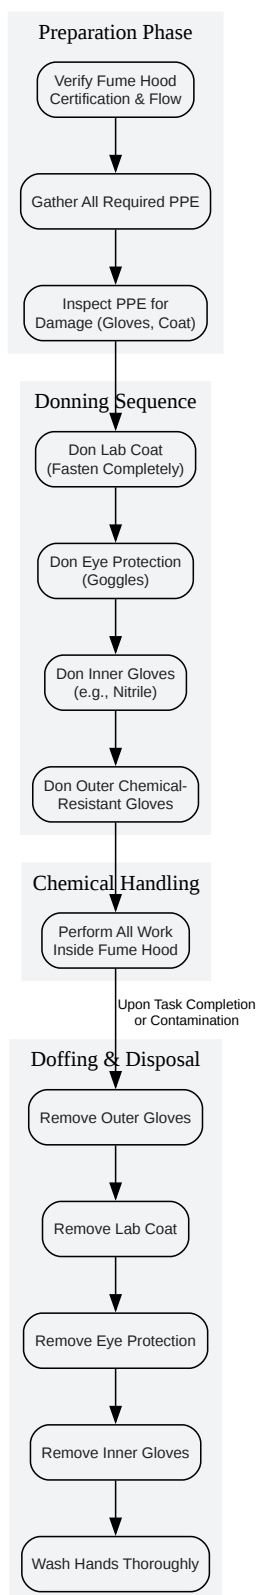 Preparation Phase
Verify Fume Hood
Certification & Flow
Gather All Required PPE
Inspect PPE for
Damage (Gloves, Coat)
Donning Sequence
Don Lab Coat
(Fasten Completely)
Don Eye Protection
(Goggles)
Don Inner Gloves
(e.g., Nitrile)
Don Outer Chemical-
Resistant Gloves
Chemical Handling
Perform All Work
Inside Fume Hood
Upon Task Completion
or Contamination
Doffing & Disposal
Remove Outer Gloves
Remove Lab Coat
Remove Eye Protection
Remove Inner Gloves
Wash Hands Thoroughly